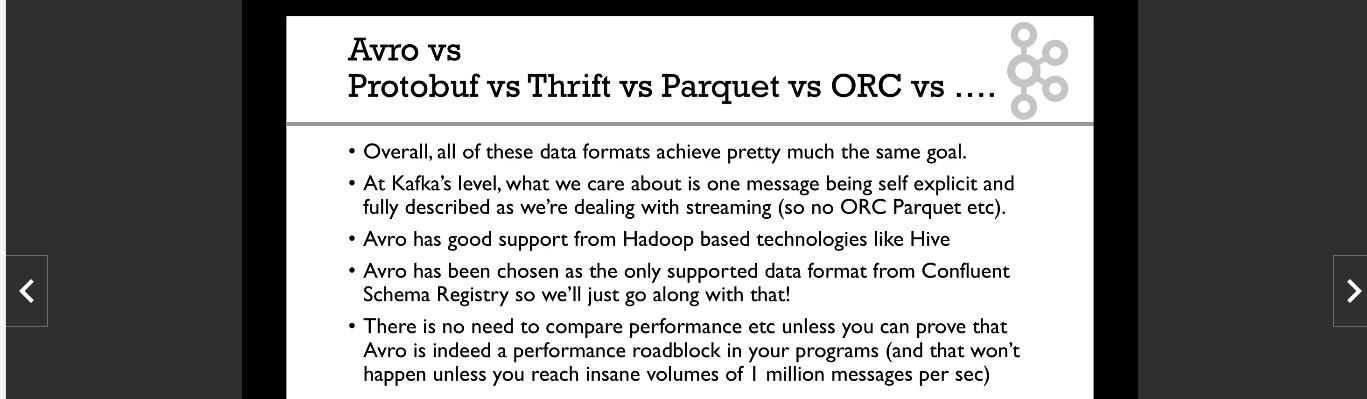 Avro vs
Protobuf vs Thrift vs Parquet vs ORC vs ....
• Overall, all of these data formats achieve pretty much the same goal.
• At Kafka's level, what we care about is one message being self explicit and
fully described as we're dealing with streaming (so no ORC Parquet etc).
• Avro has good support from Hadoop based technologies like Hive
• Avro has been chosen as the only supported data format from Confluent
Schema Registry so we'll just go along with that!
• There is no need to compare performance etc unless you can prove that
Avro is indeed a performance roadblock in your programs (and that won't
happen unless you reach insane volumes of 1 million messages per sec)